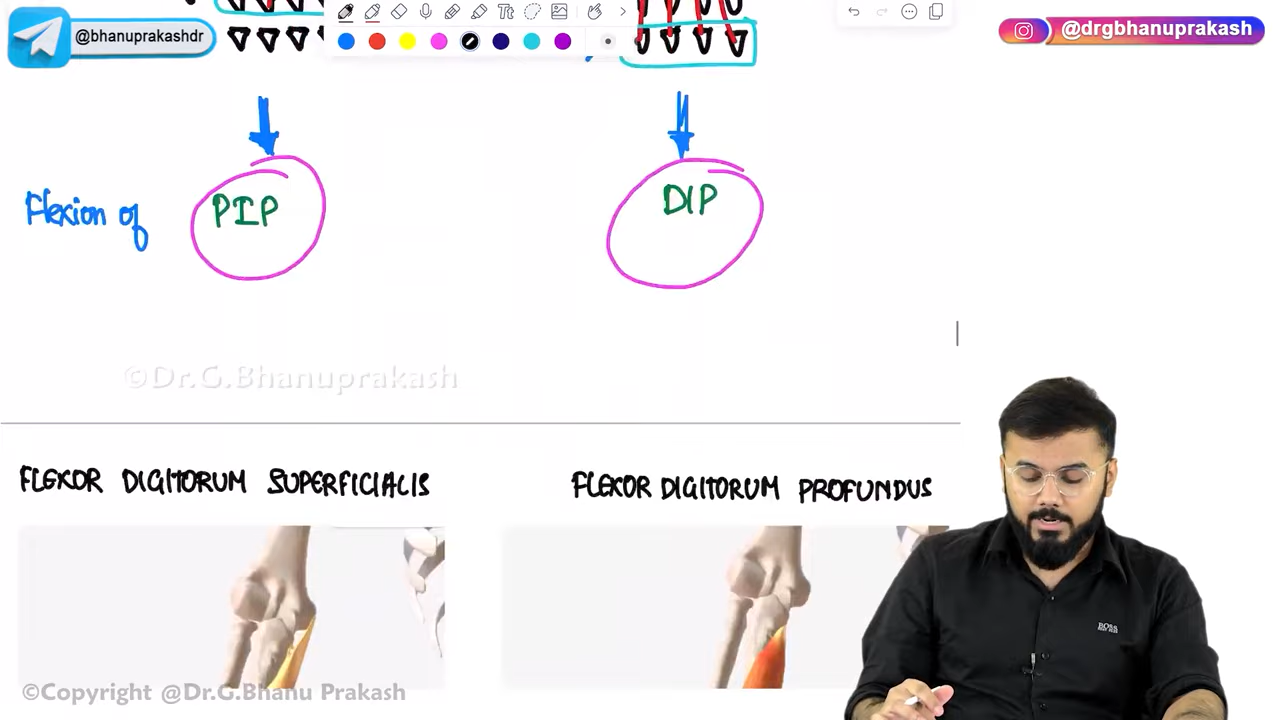 @bhanuprakashdr
Tt
@drgbhanuprakash
Flexion of
PIP
DIP
©Dr.G.Bhanuprakash
FLEXOR DIGITORUM SUPERFICIALIS
FLEXOR DIGITORUM PROFUNDUS
BOSS
©Copyright @Dr.G.Bhanu Prakash